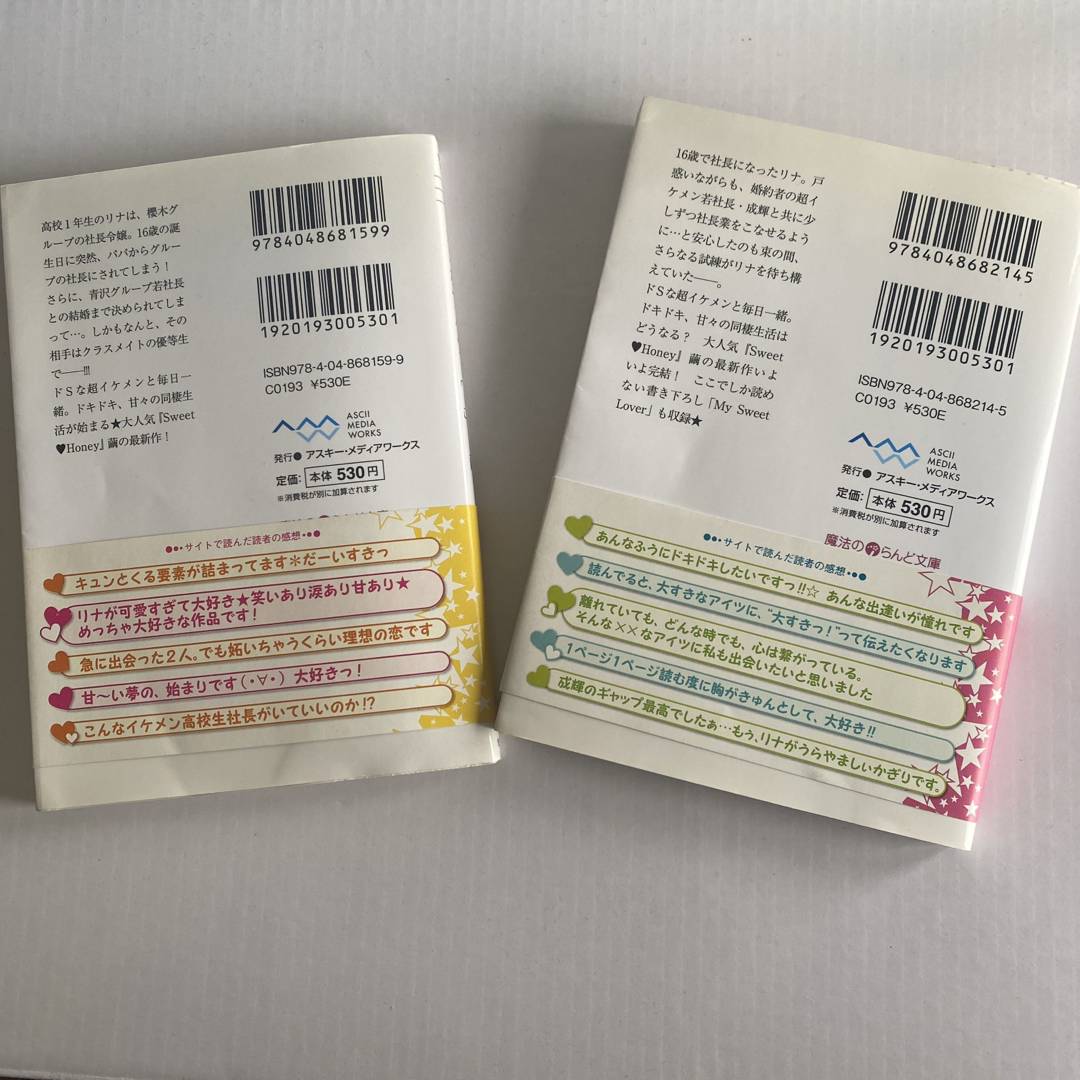 高校1年生のリナは、櫻木グ
ループの社長令嬢。16歳の誕
生日に突然、パパからグルー
プの社長にされてしまう！
さらに、青沢グループ若社長
との結婚まで決められてしま
って…。しかもなんと、その
相手はクラスメイトの優等生
で――!!!
ドSな超イケメンと毎日一
緒。ドキドキ、甘々の同棲生
活が始まる★大人気『Sweet
♥Honey』繭の最新作！
9784048681599
1920193005301
ISBN978-4-04-868159-9
C0193 ¥530E
ASCII
MEDIA
WORKS
発行● アスキー・メディアワークス
定価： 本体 530円
※消費税が別に加算されます
●●・サイトで読んだ読者の感想・●●
キュンとくる要素が詰まってます＊だーいすきっ
リナが可愛すぎて大好き★笑いあり涙あり甘あり★
めっちゃ大好きな作品です！
急に出会った2人。でも妬いちゃうくらい理想の恋です
甘〜い夢の、始まりです(・∀・) 大好きっ！
こんなイケメン高校生社長がいていいのか!?
16歳で社長になったリナ。戸
惑いながらも、婚約者の超イ
ケメン若社長・成輝と共に少
しずつ社長業をこなせるよう
に…と安心したのも束の間、
さらなる試練がリナを待ち構
えていた――。
ドSな超イケメンと毎日一緒。
ドキドキ、甘々の同棲生活は
どうなる？ 大人気『Sweet
♥Honey』繭の最新作いよ
いよ完結！ ここでしか読め
ない書き下ろし「My Sweet
Lover」も収録★
9784048682145
1920193005301
ISBN978-4-04-868214-5
C0193 ¥530E
ASCII
MEDIA
WORKS
発行● アスキー・メディアワークス
定価： 本体 530円
※消費税が別に加算されます
魔法のiらんど文庫
●●・サイトで読んだ読者の感想・●●
あんなふうにドキドキしたいですっ!!☆ あんな出逢いが憧れです
読んでると、大すきなアイツに、“大すきっ！”って伝えたくなります
離れていても、どんな時でも、心は繋がっている。
そんな××なアイツに私も出会いたいと思いました
1ページ1ページ読む度に胸がきゅんとして、大好き!!
成輝のギャップ最高でしたぁ…もう、リナがうらやましいかぎりです。